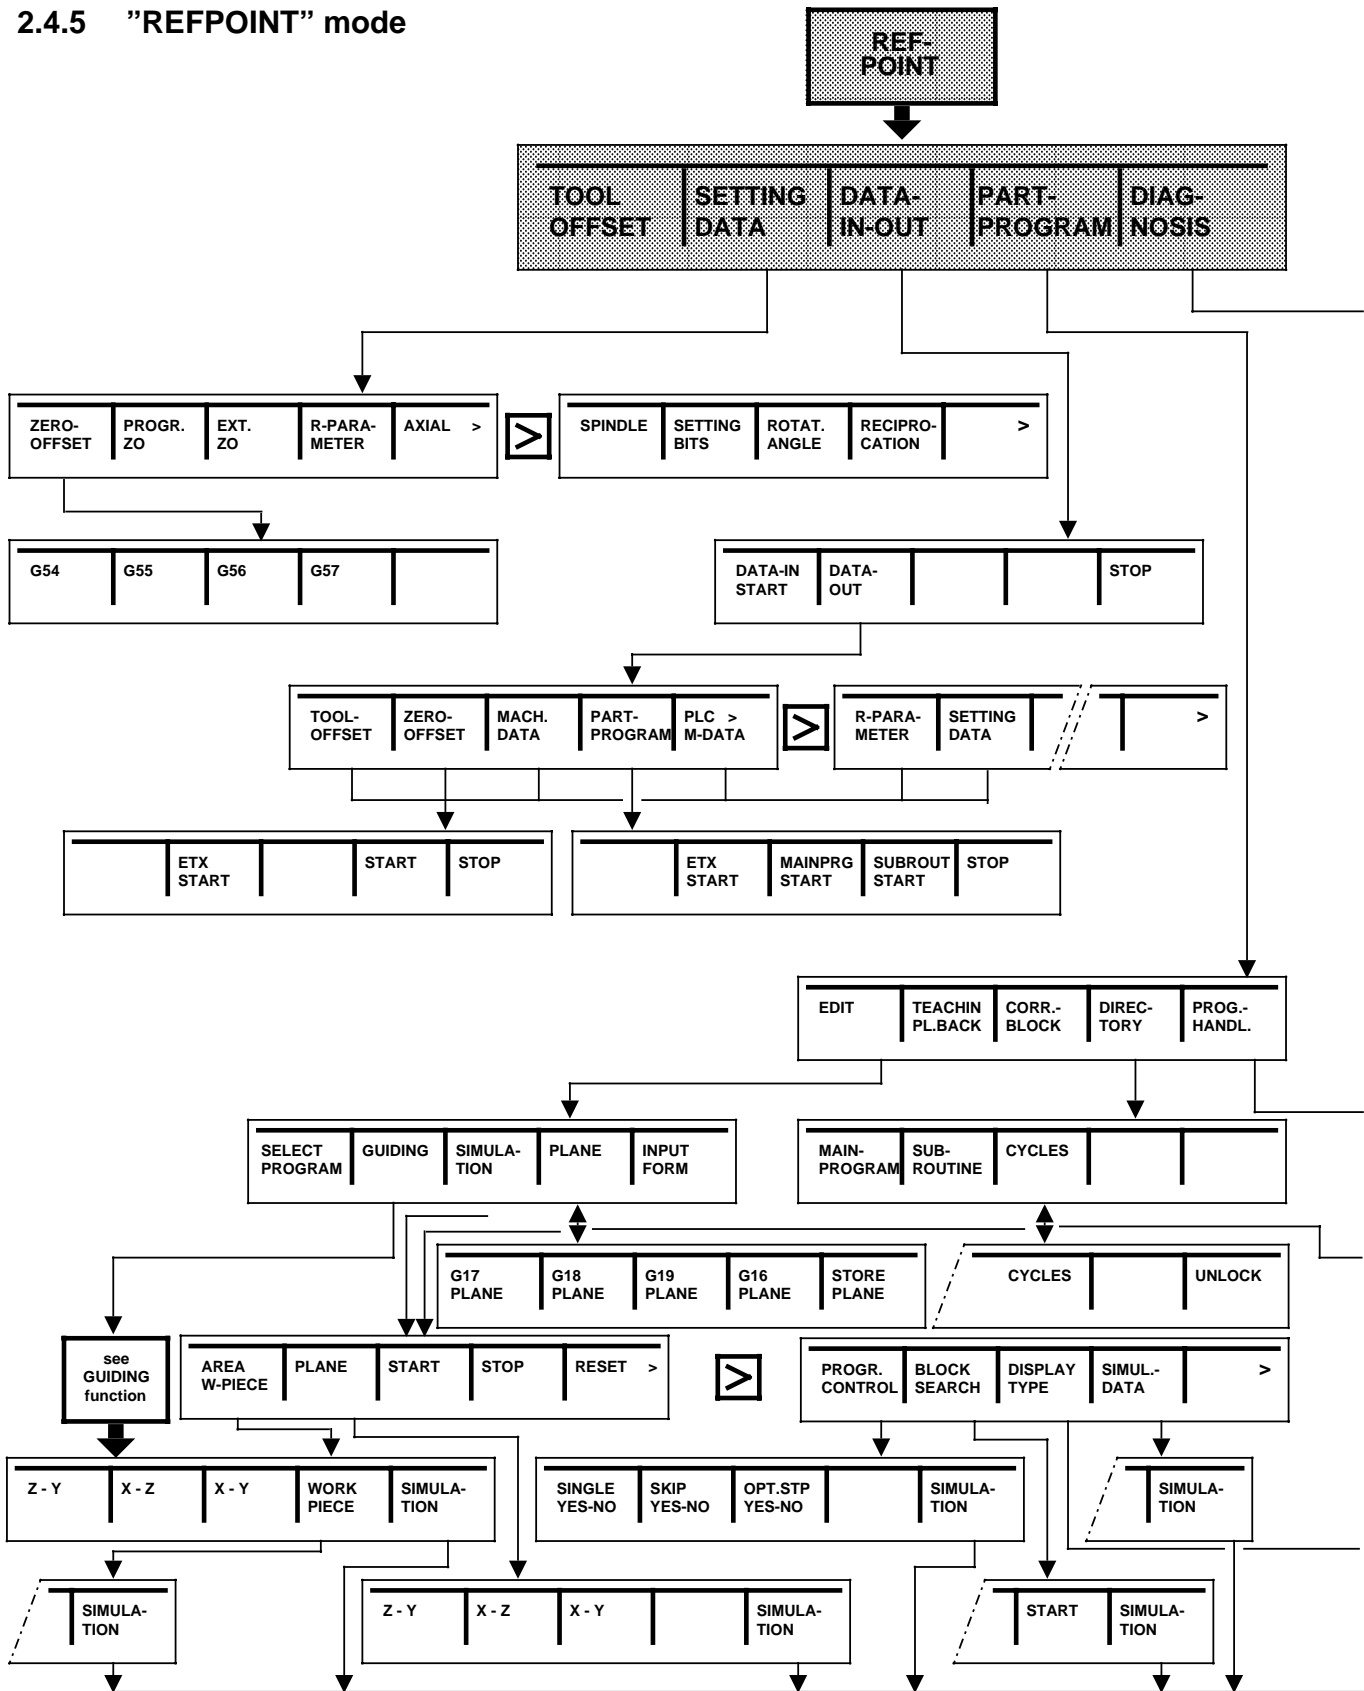 2.4.5 ”REFPOINT” mode
REF-
POINT
TOOL
OFFSET
SETTING
DATA
DATA-
IN-OUT
PART-
PROGRAM
DIAG-
NOSIS
ZERO-
OFFSET
PROGR.
ZO
EXT.
ZO
R-PARA-
METER
AXIAL >
>
SPINDLE
SETTING
BITS
ROTAT.
ANGLE
RECIPRO-
CATION
>
G54
G55
G56
G57
DATA-IN
START
DATA-
OUT
STOP
TOOL-
OFFSET
ZERO-
OFFSET
MACH.
DATA
PART-
PROGRAM
PLC >
M-DATA
>
R-PARA-
METER
SETTING
DATA
>
ETX
START
START
STOP
ETX
START
MAINPRG
START
SUBROUT
START
STOP
EDIT
TEACHIN
PL.BACK
CORR.-
BLOCK
DIREC-
TORY
PROG.-
HANDL.
SELECT
PROGRAM
GUIDING
SIMULA-
TION
PLANE
INPUT
FORM
MAIN-
PROGRAM
SUB-
ROUTINE
CYCLES
G17
PLANE
G18
PLANE
G19
PLANE
G16
PLANE
STORE
PLANE
CYCLES
UNLOCK
see
GUIDING
function
AREA
W-PIECE
PLANE
START
STOP
RESET >
>
PROGR.
CONTROL
BLOCK
SEARCH
DISPLAY
TYPE
SIMUL.-
DATA
>
Z - Y
X - Z
X - Y
WORK
PIECE
SIMULA-
TION
SINGLE
YES-NO
SKIP
YES-NO
OPT.STP
YES-NO
SIMULA-
TION
SIMULA-
TION
SIMULA-
TION
Z - Y
X - Z
X - Y
SIMULA-
TION
START
SIMULA-
TION